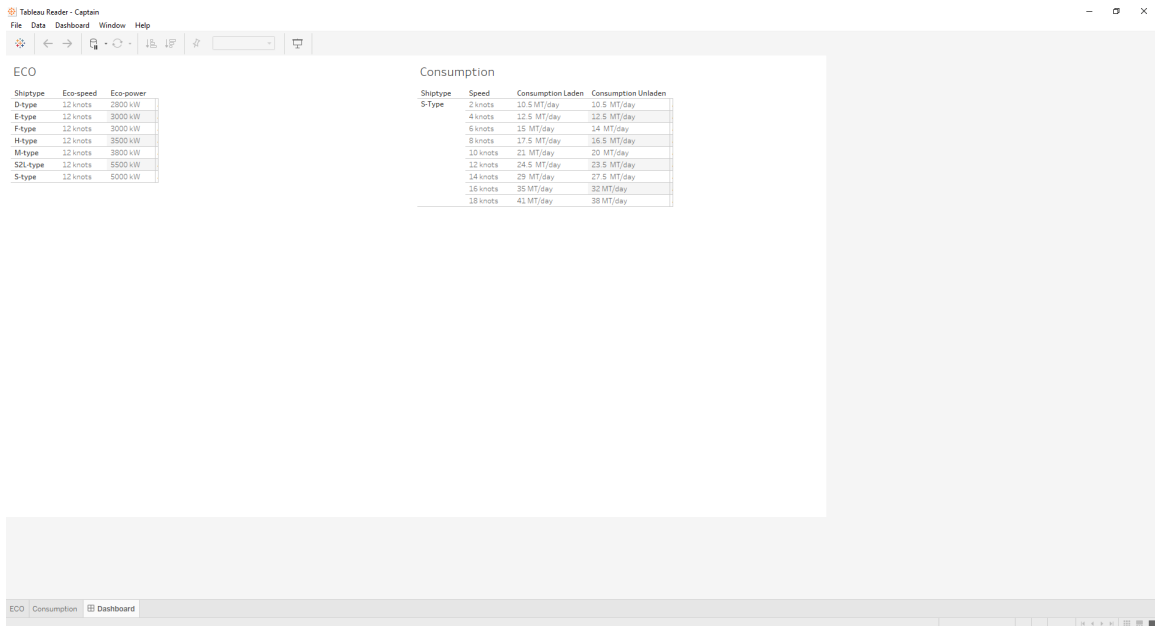 Tableau Reader - Captain
File Data Dashboard Window Help
ECO
Shiptype Eco-speed Eco-power
D-type 12 knots 2800 kW
E-type 12 knots 3000 kW
F-type 12 knots 3000 kW
H-type 12 knots 3500 kW
M-type 12 knots 3800 kW
S2L-type 12 knots 5500 kW
S-type 12 knots 5000 kW
Consumption
Shiptype Speed Consumption Laden Consumption Unladen
S-Type 2 knots 10.5 MT/day 10.5 MT/day
4 knots 12.5 MT/day 12.5 MT/day
6 knots 15 MT/day 14 MT/day
8 knots 17.5 MT/day 16.5 MT/day
10 knots 21 MT/day 20 MT/day
12 knots 24.5 MT/day 23.5 MT/day
14 knots 29 MT/day 27.5 MT/day
16 knots 35 MT/day 32 MT/day
18 knots 41 MT/day 38 MT/day
ECO Consumption Dashboard